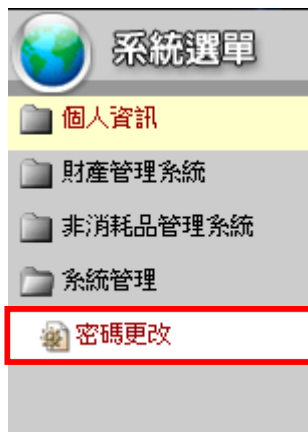 系統選單
個人資訊
財產管理系統
非消耗品管理系統
系統管理
密碼更改